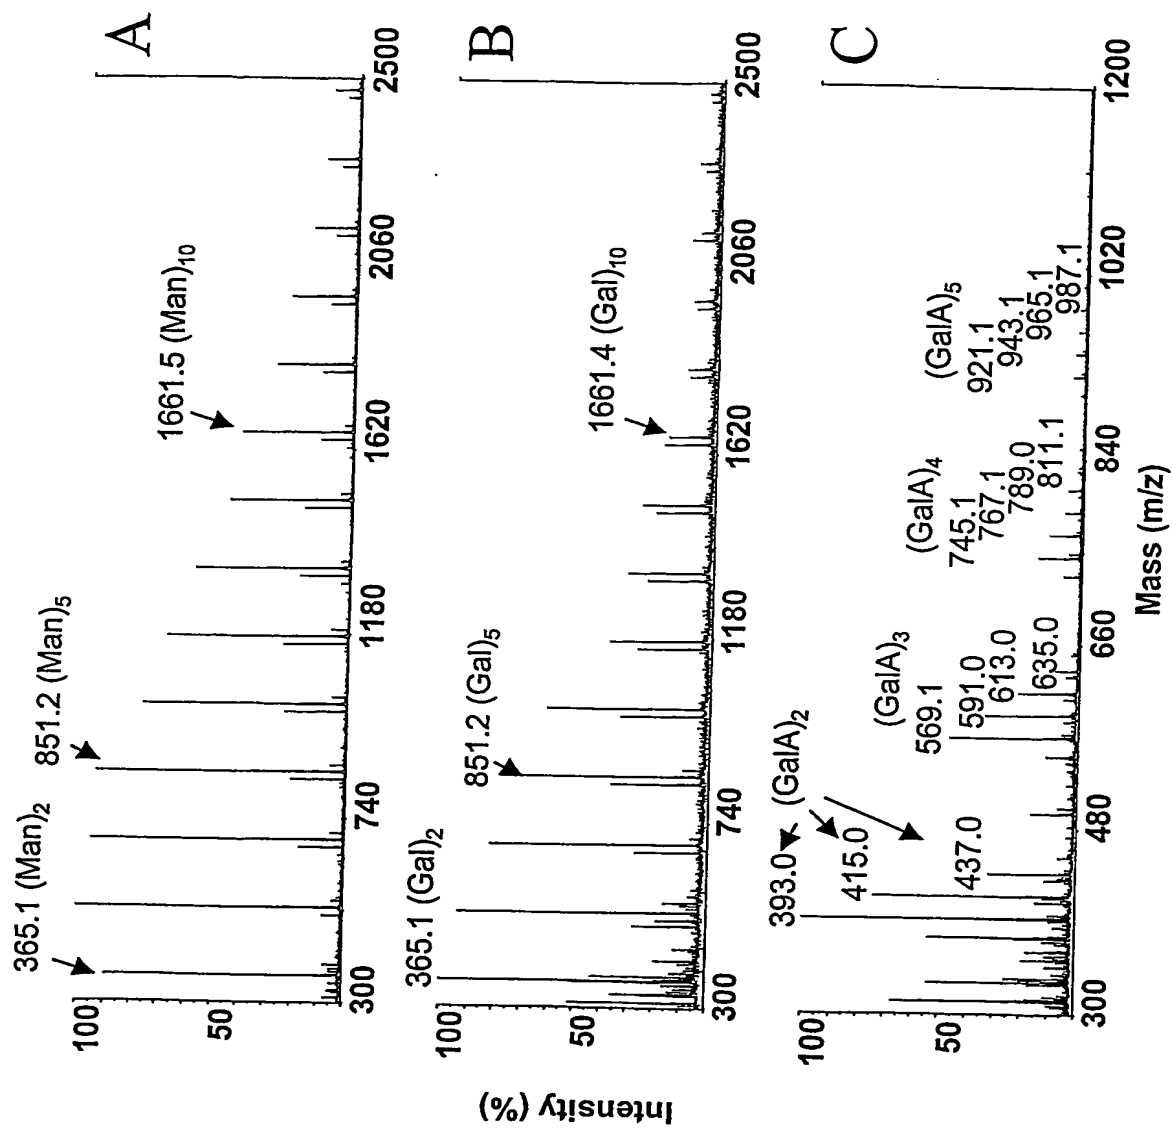 A
365.1 (Man)2
851.2 (Man)5
1661.5 (Man)10
100
50
300
740
1180
1620
2060
2500
B
365.1 (Gal)2
851.2 (Gal)5
1661.4 (Gal)10
100
50
300
740
1180
1620
2060
2500
C
393.0
415.0
437.0
(GalA)2
(GalA)3
569.1
591.0
613.0
635.0
(GalA)4
745.1
767.1
789.0
811.1
(GalA)5
921.1
943.1
965.1
987.1
100
50
300
480
660
840
1020
1200
Mass (m/z)
Intensity (%)